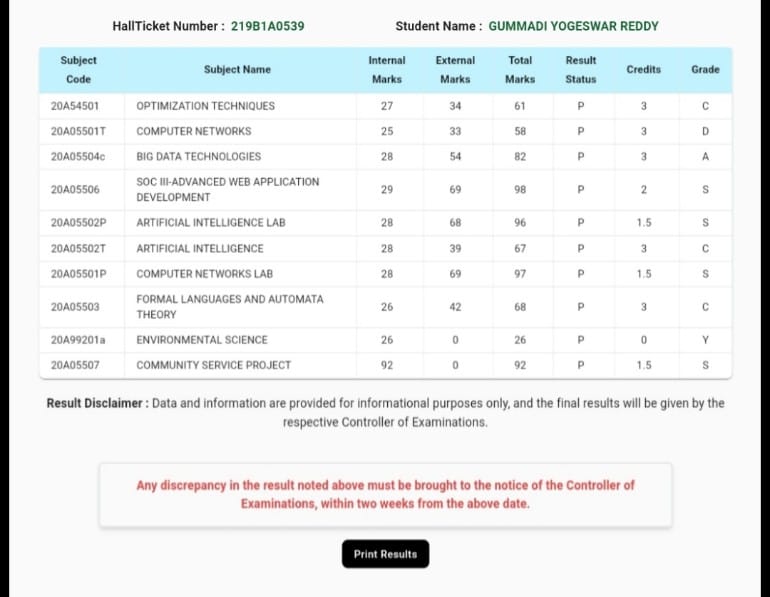 HallTicket Number : 219B1A0539 Student Name : GUMMADI YOGESWAR REDDY
Subject Code Subject Name Internal Marks External Marks Total Marks Result Status Credits Grade
20A54501 OPTIMIZATION TECHNIQUES 27 34 61 P 3 C
20A05501T COMPUTER NETWORKS 25 33 58 P 3 D
20A05504c BIG DATA TECHNOLOGIES 28 54 82 P 3 A
20A05506 SOC III-ADVANCED WEB APPLICATION DEVELOPMENT 29 69 98 P 2 S
20A05502P ARTIFICIAL INTELLIGENCE LAB 28 68 96 P 1.5 S
20A05502T ARTIFICIAL INTELLIGENCE 28 39 67 P 3 C
20A05501P COMPUTER NETWORKS LAB 28 69 97 P 1.5 S
20A05503 FORMAL LANGUAGES AND AUTOMATA THEORY 26 42 68 P 3 C
20A99201a ENVIRONMENTAL SCIENCE 26 0 26 P 0 Y
20A05507 COMMUNITY SERVICE PROJECT 92 0 92 P 1.5 S
Result Disclaimer : Data and information are provided for informational purposes only, and the final results will be given by the
respective Controller of Examinations.
Any discrepancy in the result noted above must be brought to the notice of the Controller of
Examinations, within two weeks from the above date.
Print Results